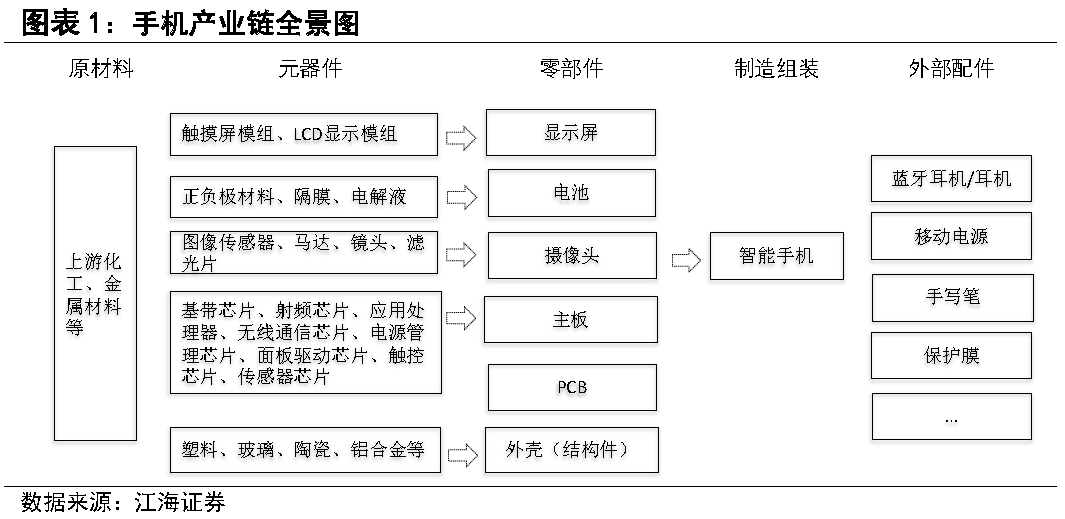 图表 1：手机产业链全景图
原材料
元器件
零部件
制造组装
外部配件
上游化
工、金
属材料
等
触摸屏模组、LCD显示模组
显示屏
正负极材料、隔膜、电解液
电池
图像传感器、马达、镜头、滤
光片
摄像头
基带芯片、射频芯片、应用处
理器、无线通信芯片、电源管
理芯片、面板驱动芯片、触控
芯片、传感器芯片
主板
PCB
塑料、玻璃、陶瓷、铝合金等
外壳（结构件）
智能手机
蓝牙耳机/耳机
移动电源
手写笔
保护膜
...
数据来源：江海证券